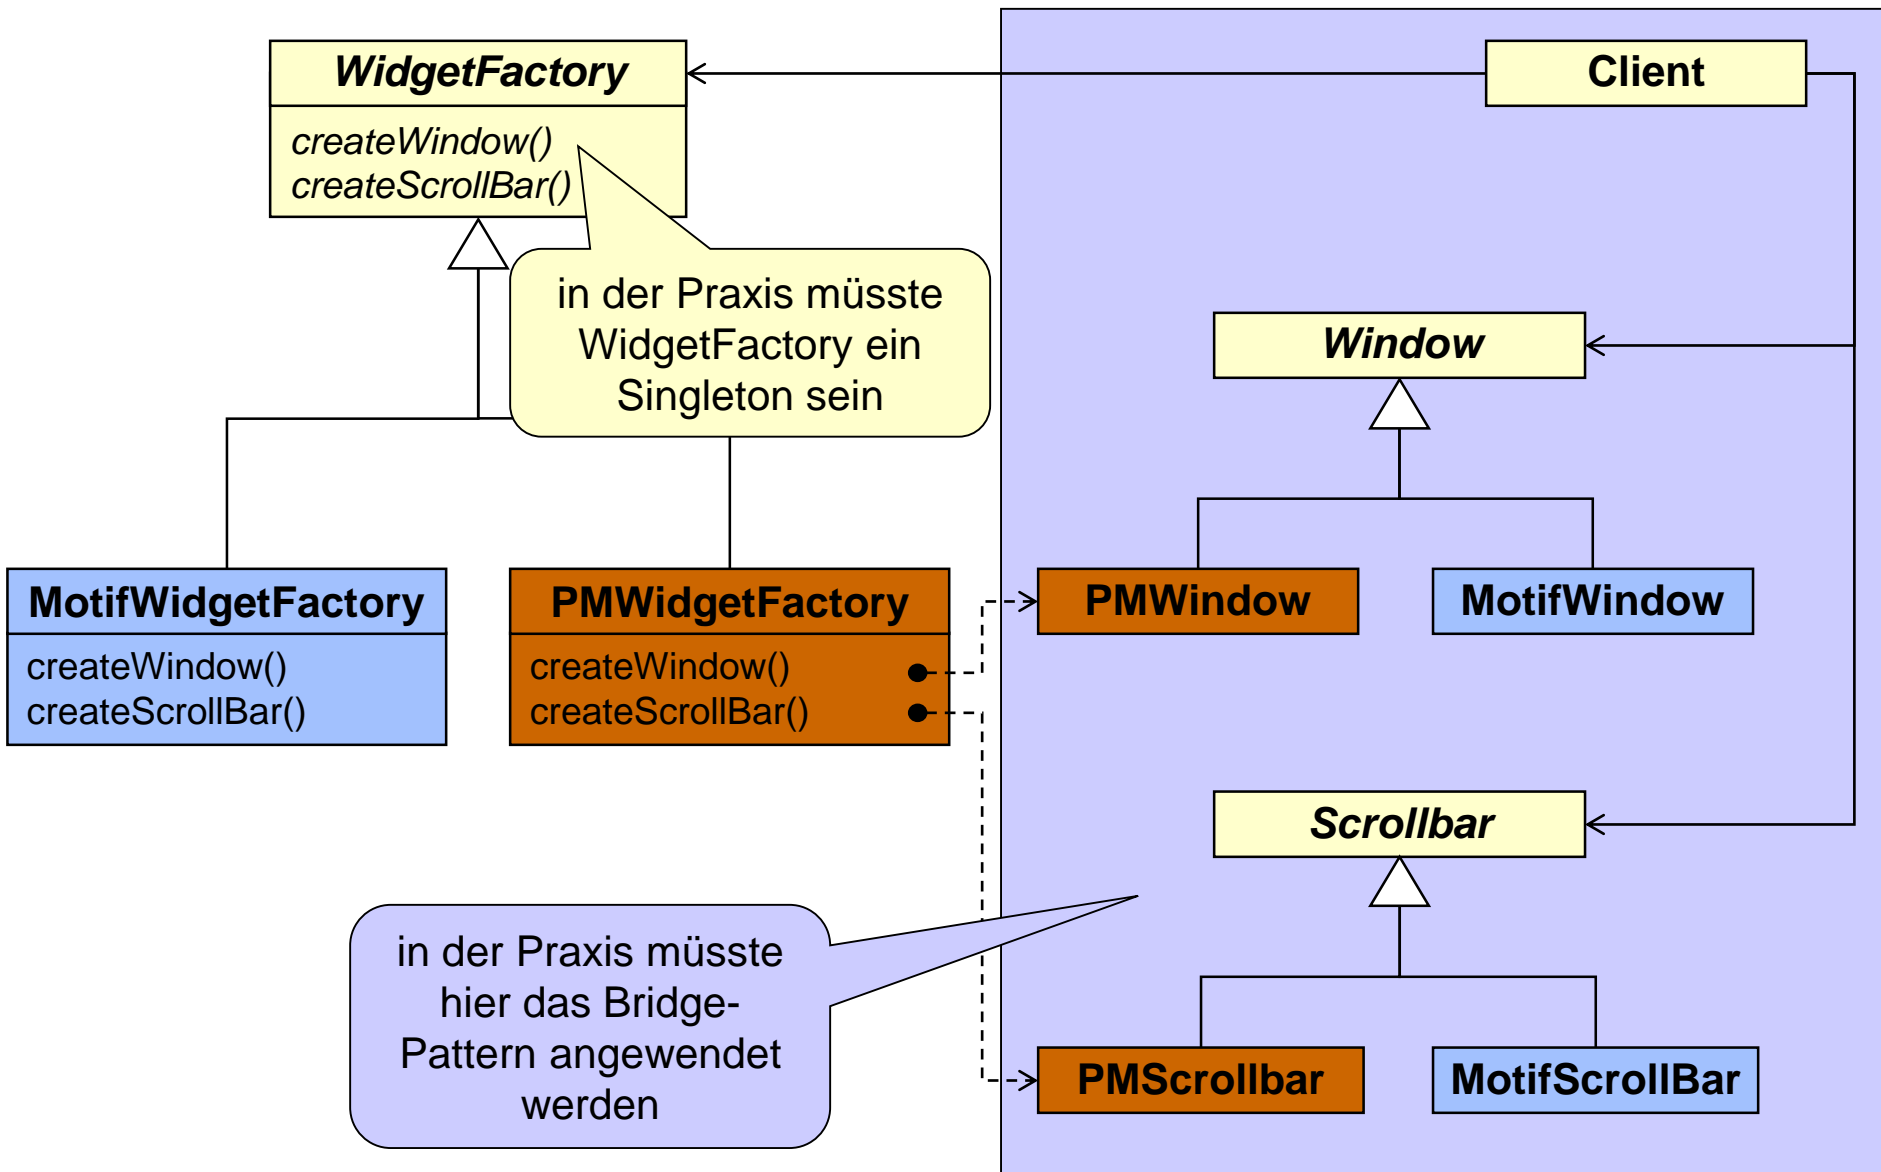 WidgetFactory
createWindow()
createScrollBar()
Client
in der Praxis müsste
WidgetFactory ein
Singleton sein
Window
MotifWidgetFactory
createWindow()
createScrollBar()
PMWidgetFactory
createWindow()
createScrollBar()
PMWindow
MotifWindow
Scrollbar
in der Praxis müsste
hier das Bridge-
Pattern angewendet
werden
PMScrollbar
MotifScrollBar